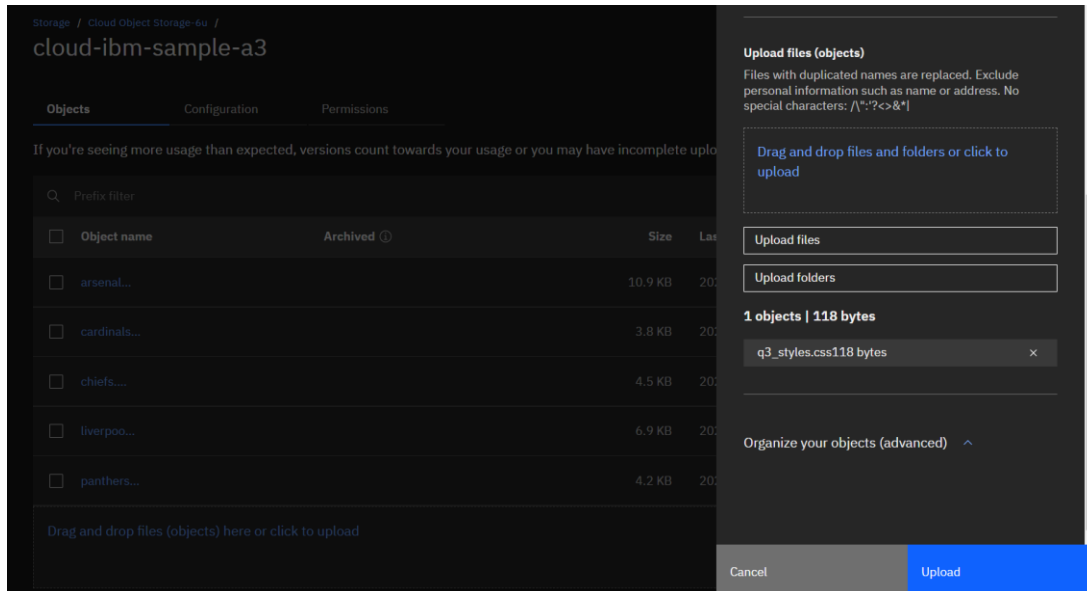 Storage / Cloud Object Storage-6u /
cloud-ibm-sample-a3
Objects Configuration Permissions
If you're seeing more usage than expected, versions count towards your usage or you may have incomplete uplo
Prefix filter
Object name Archived Size Las
arsenal... 10.9 KB 202
cardinals... 3.8 KB 202
chiefs.... 4.5 KB 202
liverpoo... 6.9 KB 202
panthers... 4.2 KB 202
Drag and drop files (objects) here or click to upload
Upload files (objects)
Files with duplicated names are replaced. Exclude
personal information such as name or address. No
special characters: /\":'?<>&*|
Drag and drop files and folders or click to
upload
Upload files
Upload folders
1 objects | 118 bytes
q3_styles.css118 bytes ×
Organize your objects (advanced)
Cancel Upload